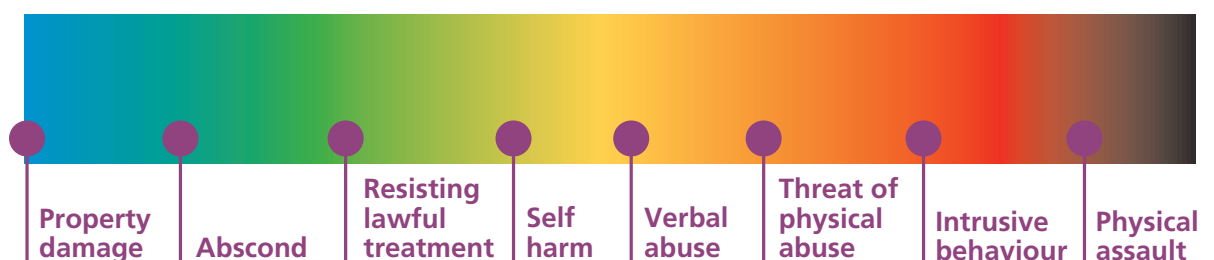 Property
damage
Abscond
Resisting
lawful
treatment
Self
harm
Verbal
abuse
Threat of
physical
abuse
Intrusive
behaviour
Physical
assault